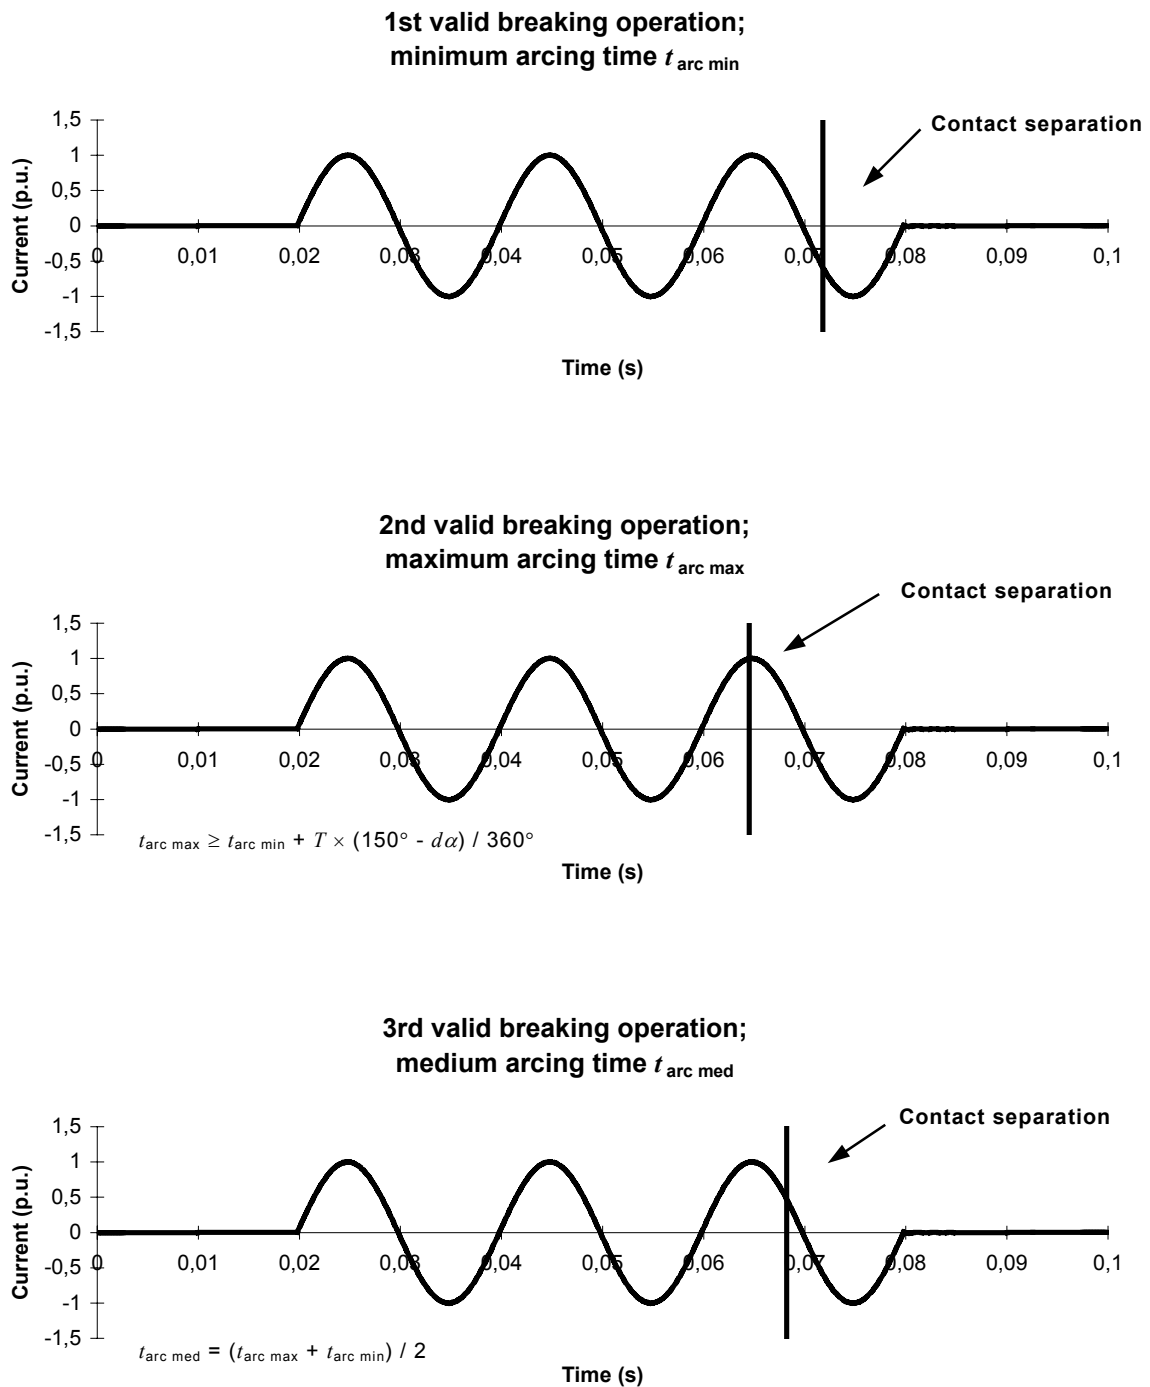 1st valid breaking operation;
minimum arcing time t arc min
Contact separation
1,5
1
0,5
0
-0,5
-1
-1,5
Current (p.u.)
0 0,01 0,02 0,03 0,04 0,05 0,06 0,07 0,08 0,09 0,1
Time (s)
2nd valid breaking operation;
maximum arcing time t arc max
Contact separation
1,5
1
0,5
0
-0,5
-1
-1,5
Current (p.u.)
0 0,01 0,02 0,03 0,04 0,05 0,06 0,07 0,08 0,09 0,1
t arc max ≥ t arc min + T × (150° - dα) / 360°
Time (s)
3rd valid breaking operation;
medium arcing time t arc med
Contact separation
1,5
1
0,5
0
-0,5
-1
-1,5
Current (p.u.)
0 0,01 0,02 0,03 0,04 0,05 0,06 0,07 0,08 0,09 0,1
t arc med = (t arc max + t arc min) / 2
Time (s)